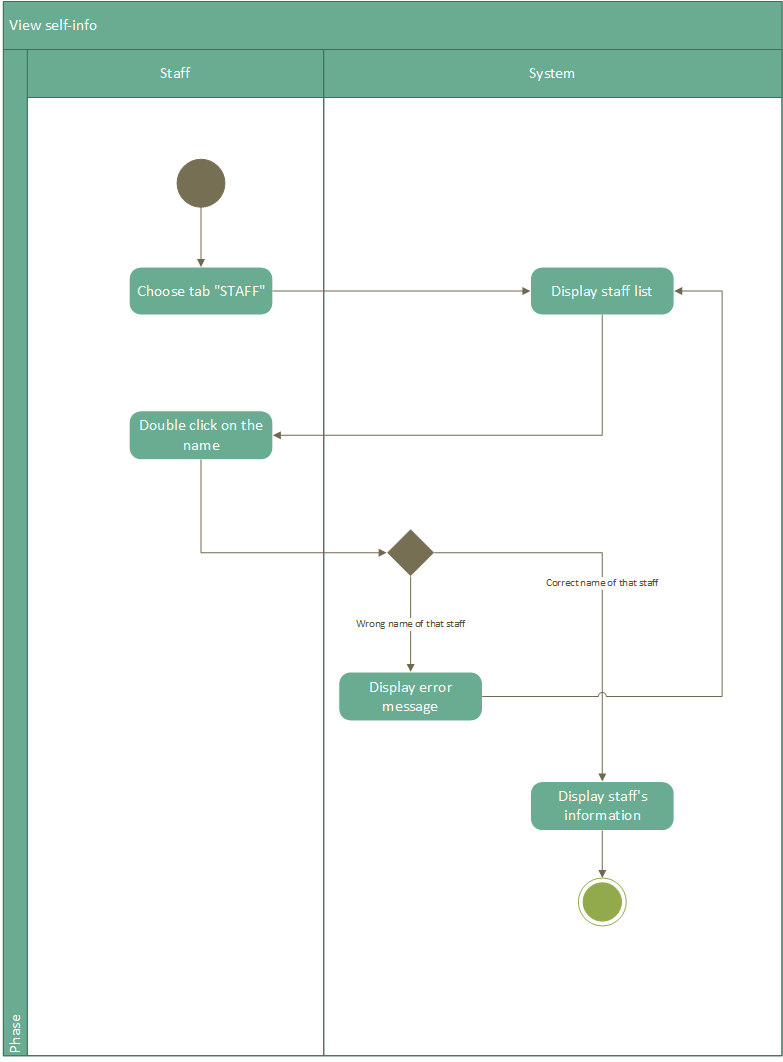 View self-info
Staff
System
Choose tab "STAFF"
Display staff list
Double click on the
name
Correct name of that staff
Wrong name of that staff
Display error
message
Display staff's
information
Phase